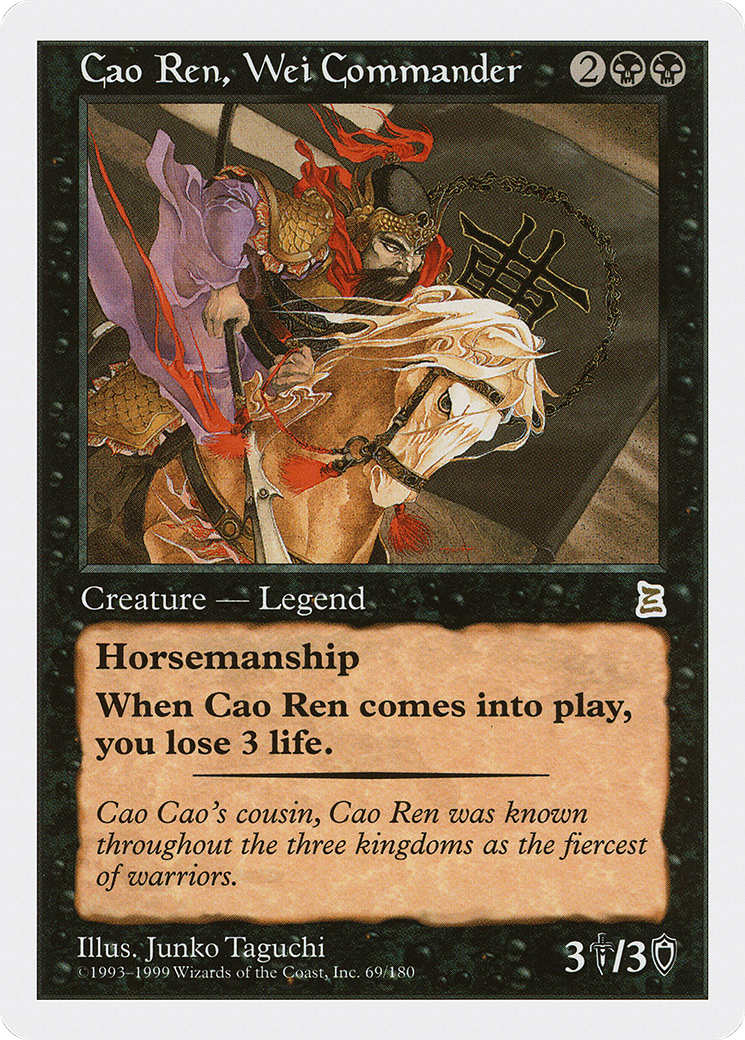 Cao Ren, Wei Commander 2
Creature — Legend
Horsemanship
When Cao Ren comes into play,
you lose 3 life.
Cao Cao's cousin, Cao Ren was known
throughout the three kingdoms as the fiercest
of warriors.
Illus. Junko Taguchi
©1993–1999 Wizards of the Coast, Inc. 69/180
3/3